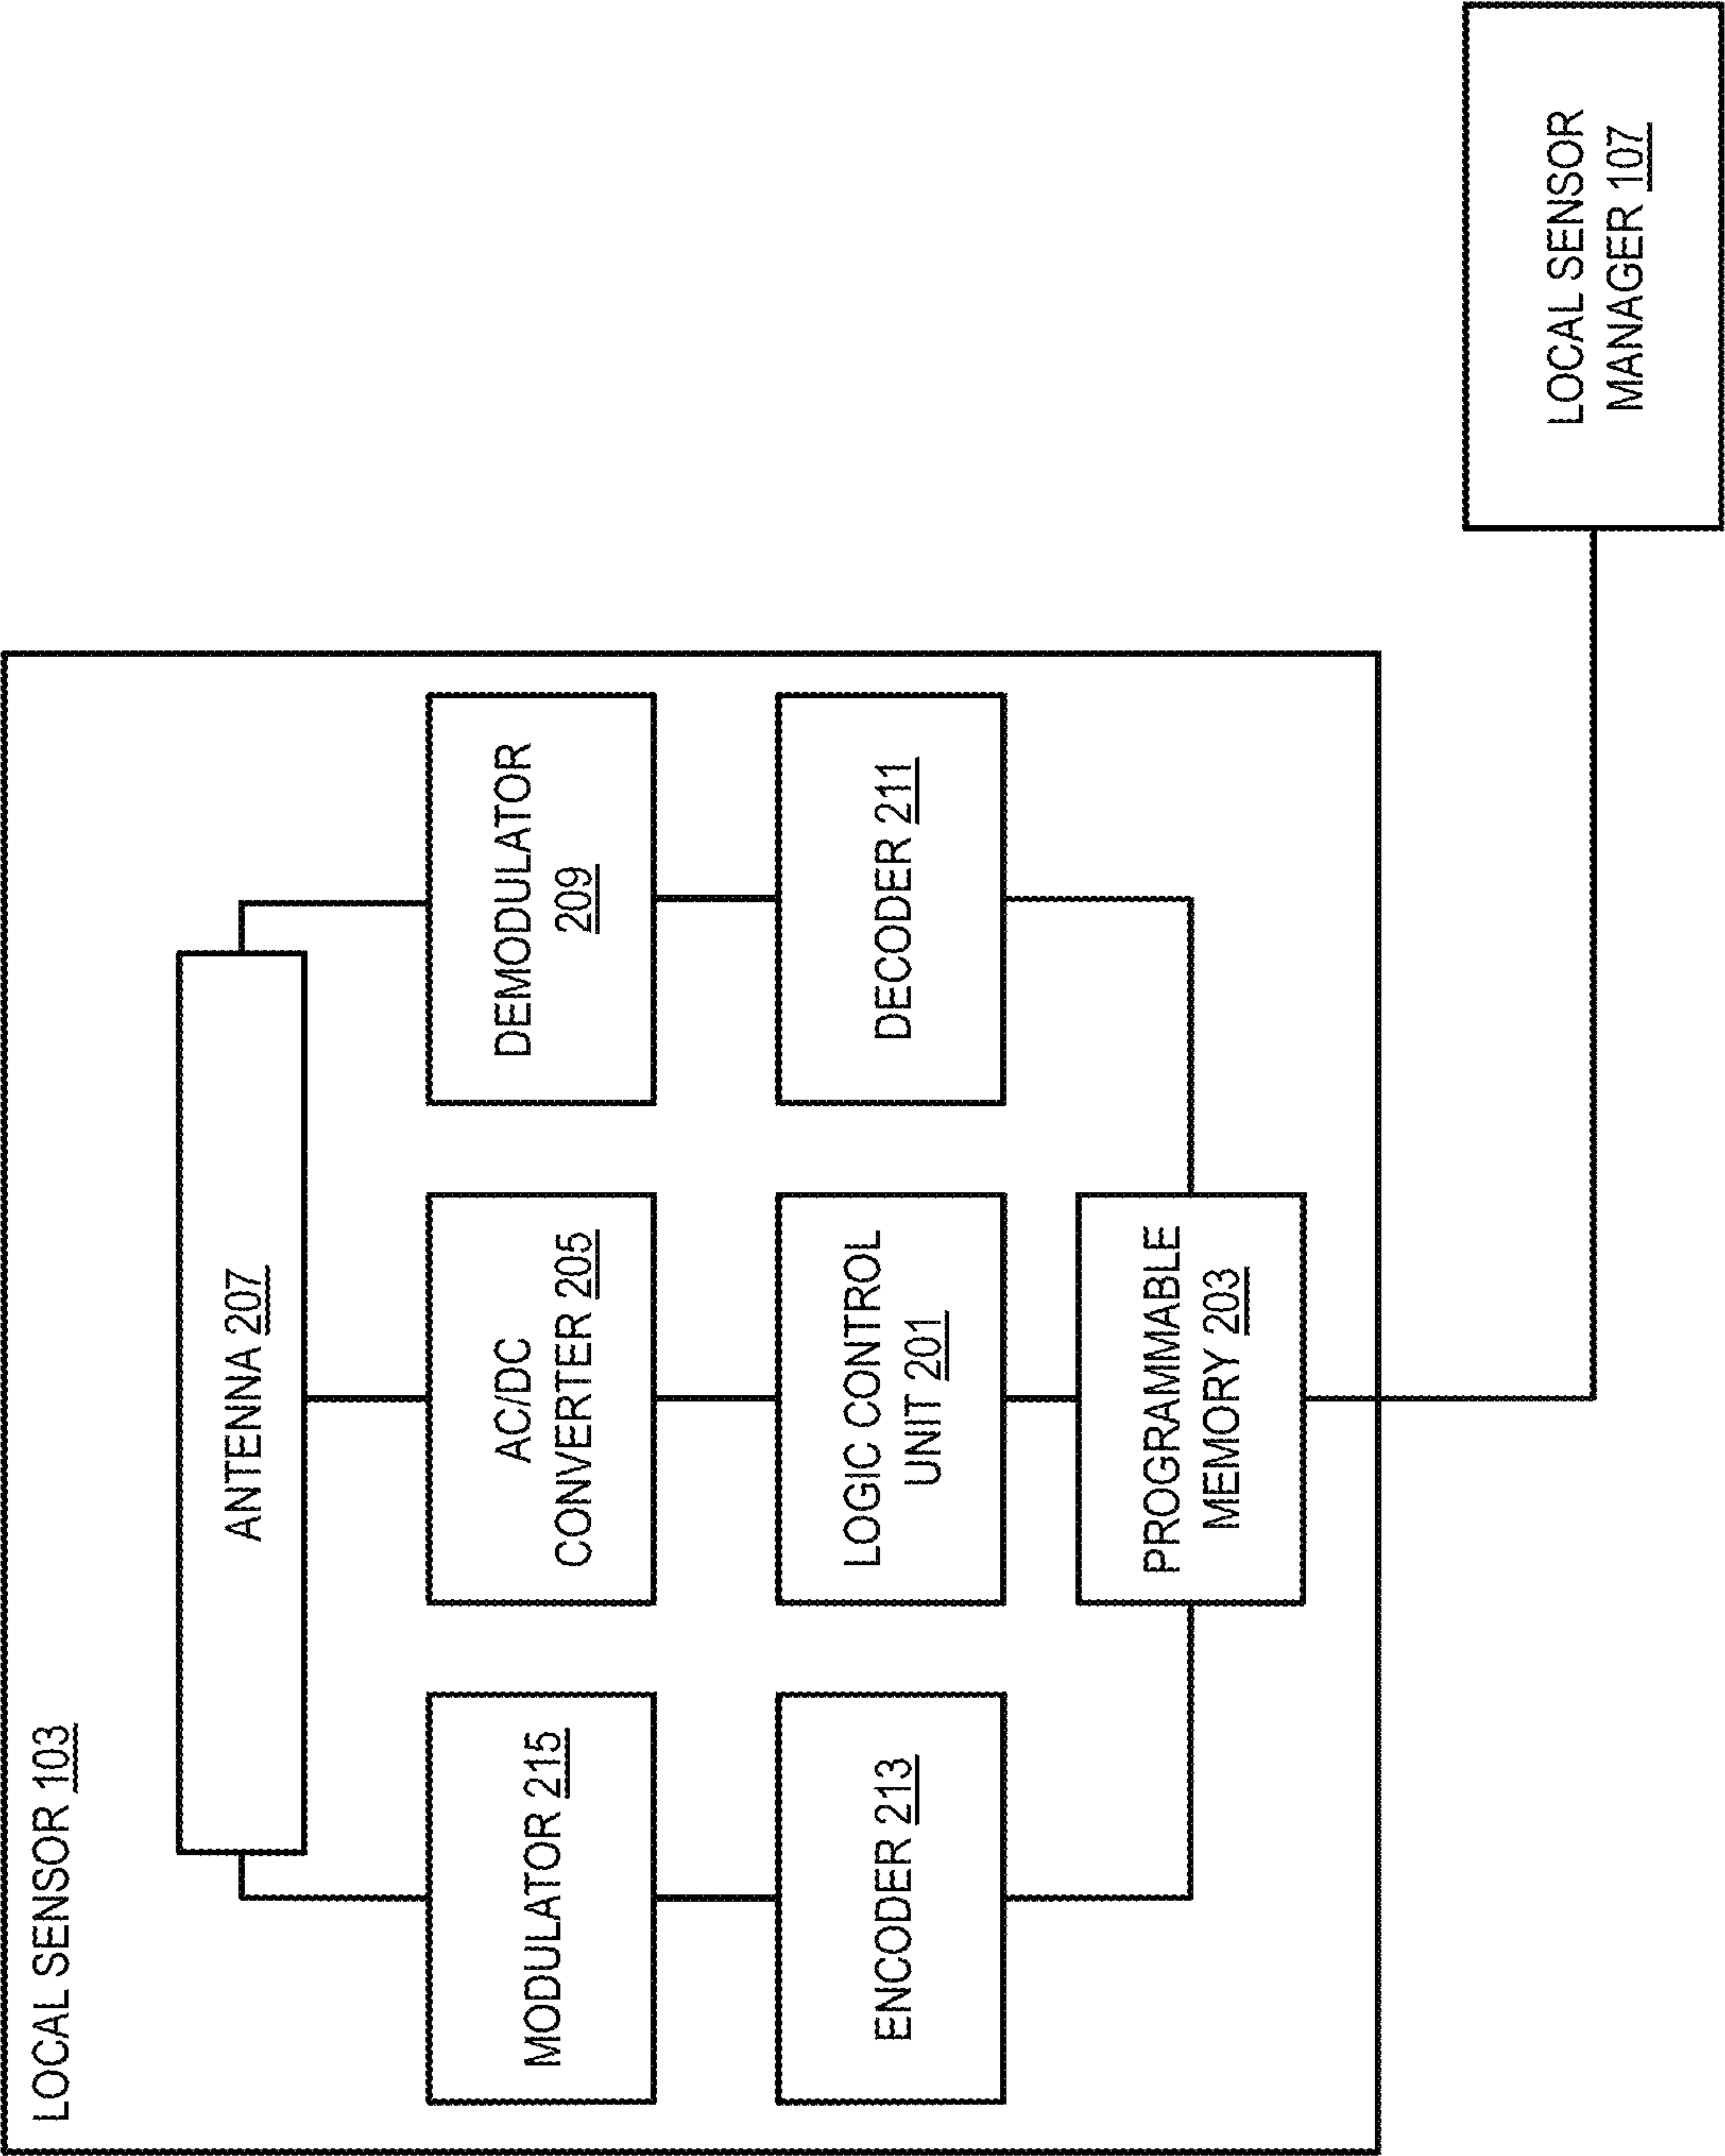 LOCAL SENSOR 103
ANTENNA 207
MODULATOR 215
AC/DC
CONVERTER 205
DEMODULATOR
209
ENCODER 213
LOGIC CONTROL
UNIT 201
DECODER 211
PROGRAMMABLE
MEMORY 203
LOCAL SENSOR
MANAGER 107